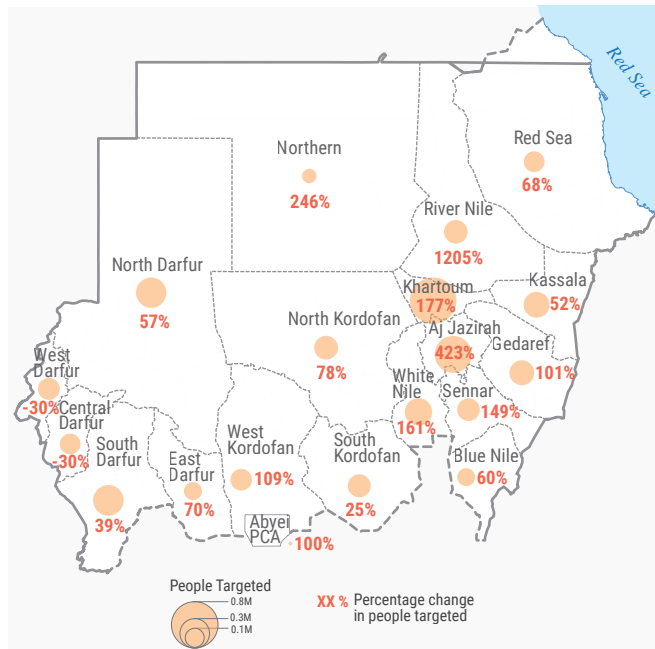 Red Sea
Red Sea
68%
Northern
246%
River Nile
1205%
North Darfur
57%
Khartoum
177%
Kassala
52%
North Kordofan
78%
Aj Jazirah
423%
Gedaref
101%
West
Darfur
-30%
White
Nile
161%
Sennar
149%
Central
Darfur
-30%
South
Darfur
39%
East
Darfur
70%
West
Kordofan
109%
South
Kordofan
25%
Blue Nile
60%
Abyei
PCA
100%
People Targeted
0.8M
0.3M
0.1M
XX % Percentage change
in people targeted